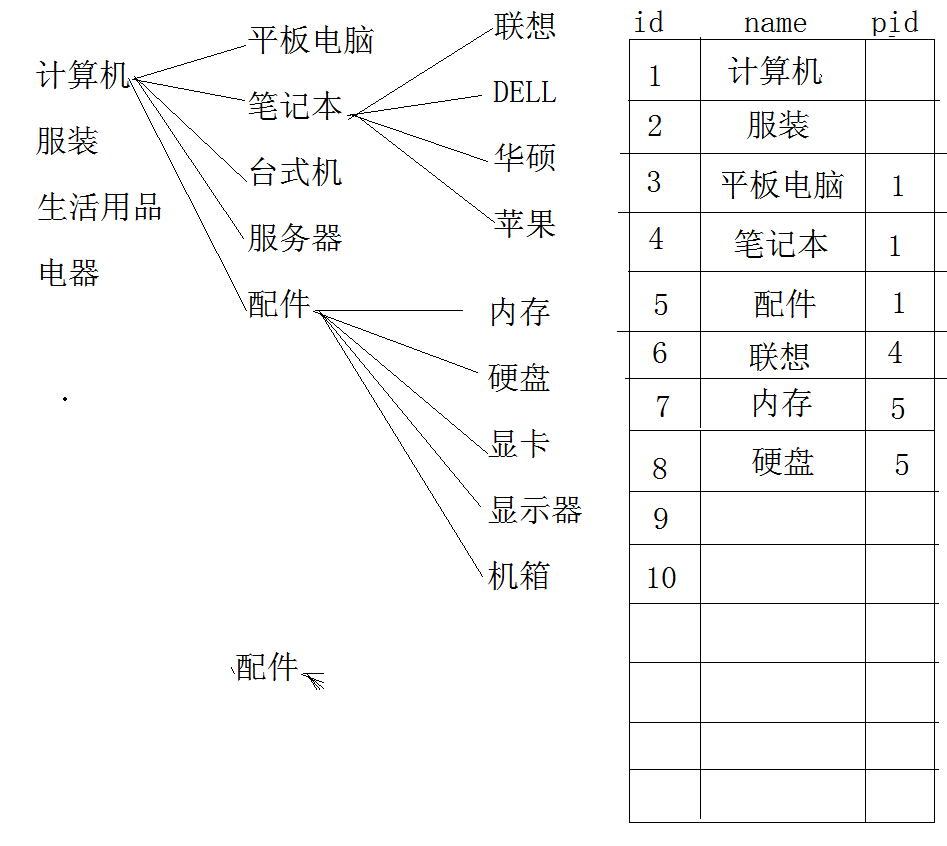 计算机
服装
生活用品
电器
平板电脑
笔记本
台式机
服务器
配件
联想
DELL
华硕
苹果
内存
硬盘
显卡
显示器
机箱
配件
id name pid
1 计算机
2 服装
3 平板电脑 1
4 笔记本 1
5 配件 1
6 联想 4
7 内存 5
8 硬盘 5
9
10